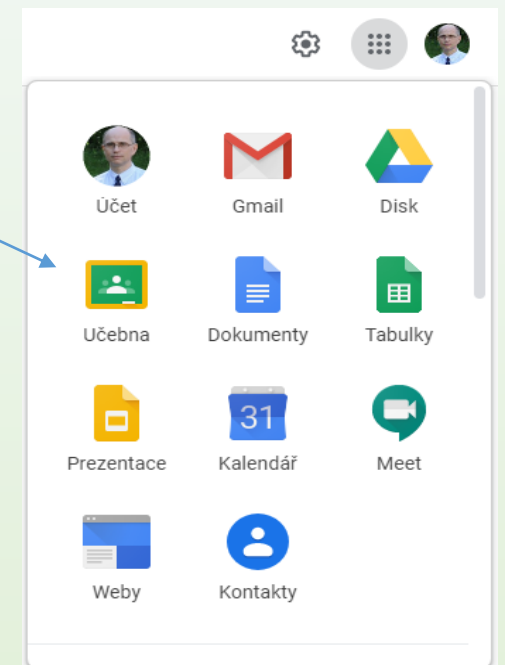 Účet
Gmail
Disk
Učebna
Dokumenty
Tabulky
Prezentace
31
Kalendář
Meet
Weby
Kontakty